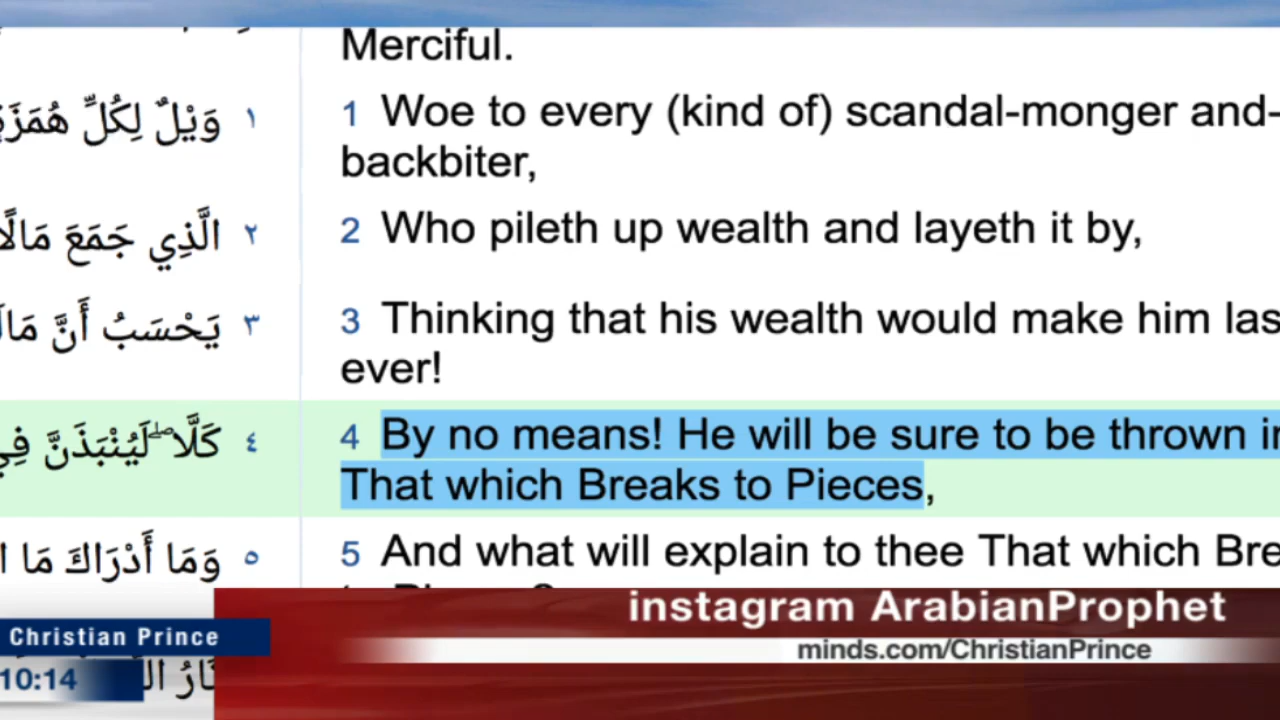 Merciful.
١ وَيْلٌ لِكُلِّ هُمَزَةٍ
1 Woe to every (kind of) scandal-monger and-
backbiter,
٢ الَّذِي جَمَعَ مَالًا
2 Who pileth up wealth and layeth it by,
٣ يَحْسَبُ أَنَّ
3 Thinking that his wealth would make him las
ever!
٤ كَلَّا ۖ لَيُنْبَذَنَّ فِي
4 By no means! He will be sure to be thrown in
That which Breaks to Pieces,
٥ وَمَا أَدْرَاكَ مَا
5 And what will explain to thee That which Bre
instagram ArabianProphet
Christian Prince
minds.com/ChristianPrince
10:14
نَارُ